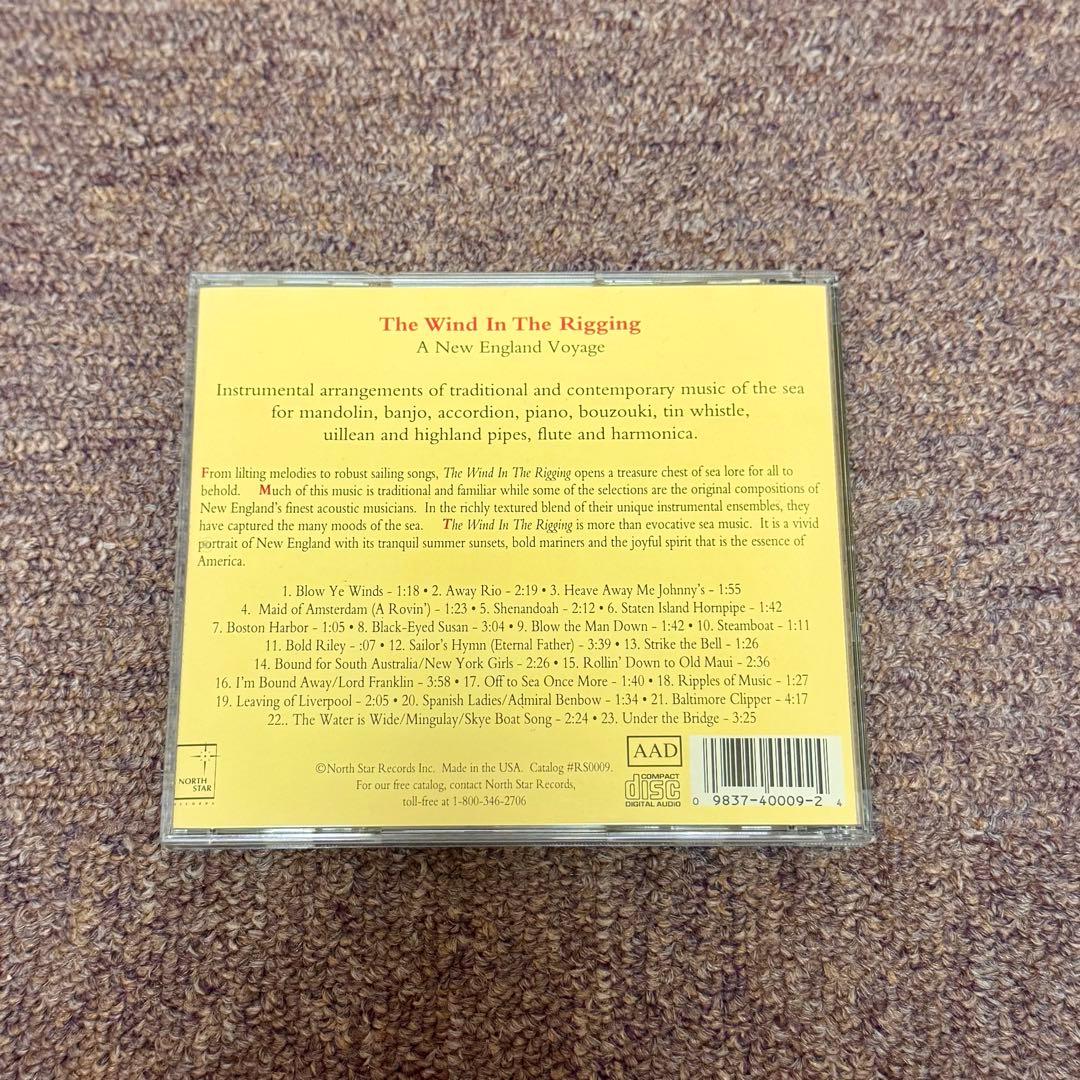 The Wind In The Rigging
A New England Voyage
Instrumental arrangements of traditional and contemporary music of the sea
for mandolin, banjo, accordion, piano, bouzouki, tin whistle,
uillean and highland pipes, flute and harmonica.
From lilting melodies to robust sailing songs, The Wind In The Rigging opens a treasure chest of sea lore for all to
behold. Much of this music is traditional and familiar while some of the selections are the original compositions of
New England's finest acoustic musicians. In the richly textured blend of their unique instrumental ensembles, they
have captured the many moods of the sea. The Wind In The Rigging is more than evocative sea music. It is a vivid
portrait of New England with its tranquil summer sunsets, bold mariners and the joyful spirit that is the essence of
America.
1. Blow Ye Winds - 1:18 • 2. Away Rio - 2:19 • 3. Heave Away Me Johnny's - 1:55
4. Maid of Amsterdam (A Rovin') - 1:23 • 5. Shenandoah - 2:12 • 6. Staten Island Hornpipe - 1:42
7. Boston Harbor - 1:05 • 8. Black-Eyed Susan - 3:04 • 9. Blow the Man Down - 1:42 • 10. Steamboat - 1:11
11. Bold Riley - :07 • 12. Sailor's Hymn (Eternal Father) - 3:39 • 13. Strike the Bell - 1:26
14. Bound for South Australia/New York Girls - 2:26 • 15. Rollin' Down to Old Maui - 2:36
16. I'm Bound Away/Lord Franklin - 3:58 • 17. Off to Sea Once More - 1:40 • 18. Ripples of Music - 1:27
19. Leaving of Liverpool - 2:05 • 20. Spanish Ladies/Admiral Benbow - 1:34 • 21. Baltimore Clipper - 4:17
22.. The Water is Wide/Mingulay/Skye Boat Song - 2:24 • 23. Under the Bridge - 3:25
NORTH
STAR
RECORDS
©North Star Records Inc. Made in the USA. Catalog #RS0009.
For our free catalog, contact North Star Records,
toll-free at 1-800-346-2706
AAD
COMPACT
disc
DIGITAL AUDIO
0 9837-40009-2 4